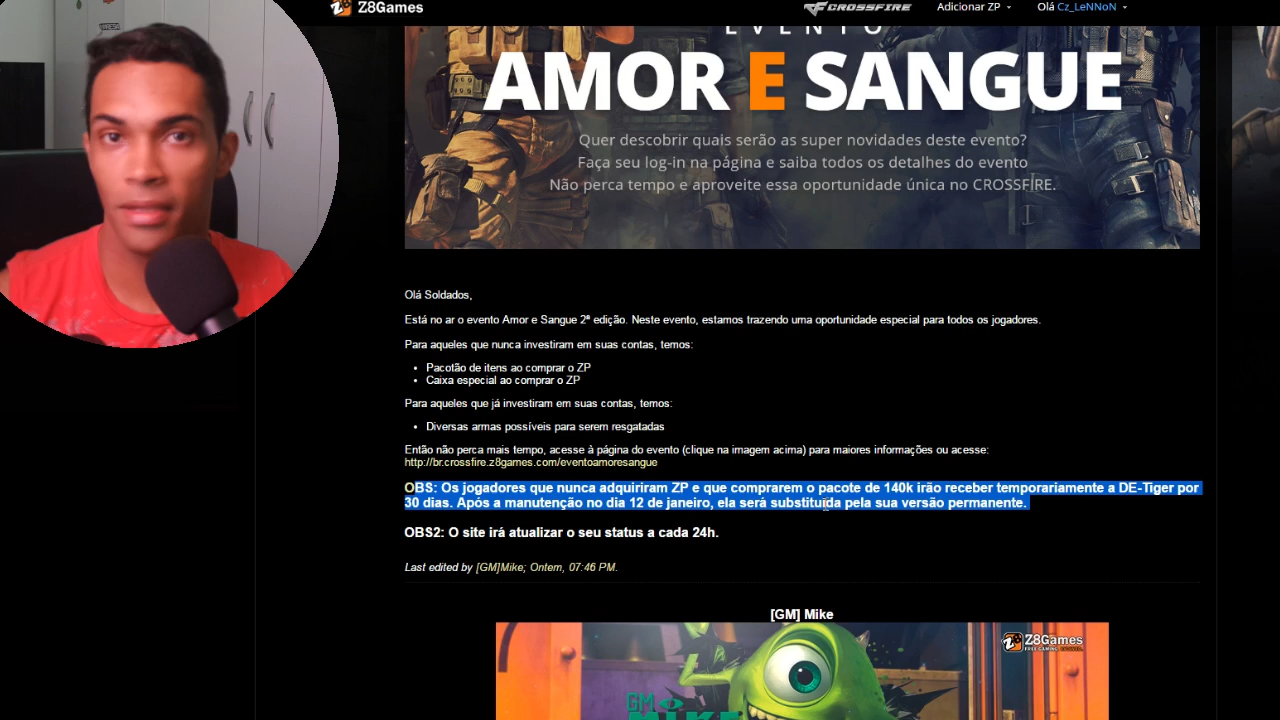 Z8Games
CROSSFIRE
Adicionar ZP
Olá Cz_LeNNoN
EVENTO
AMOR E SANGUE
Quer descobrir quais serão as super novidades deste evento?
Faça seu log-in na página e saiba todos os detalhes do evento
Não perca tempo e aproveite essa oportunidade única no CROSSFIRE.
Olá Soldados,
Está no ar o evento Amor e Sangue 2ª edição. Neste evento, estamos trazendo uma oportunidade especial para todos os jogadores.
Para aqueles que nunca investiram em suas contas, temos:
• Pacotão de itens ao comprar o ZP
• Caixa especial ao comprar o ZP
Para aqueles que já investiram em suas contas, temos:
• Diversas armas possíveis para serem resgatadas
Então não perca mais tempo, acesse à página do evento (clique na imagem acima) para maiores informações ou acesse:
http://br.crossfire.z8games.com/eventoamoresangue
OBS: Os jogadores que nunca adquiriram ZP e que comprarem o pacote de 140k irão receber temporariamente a DE-Tiger por
30 dias. Após a manutenção no dia 12 de janeiro, ela será substituída pela sua versão permanente.
OBS2: O site irá atualizar o seu status a cada 24h.
Last edited by [GM]Mike; Ontem, 07:46 PM.
[GM] Mike
Z8Games
GM
MIKE